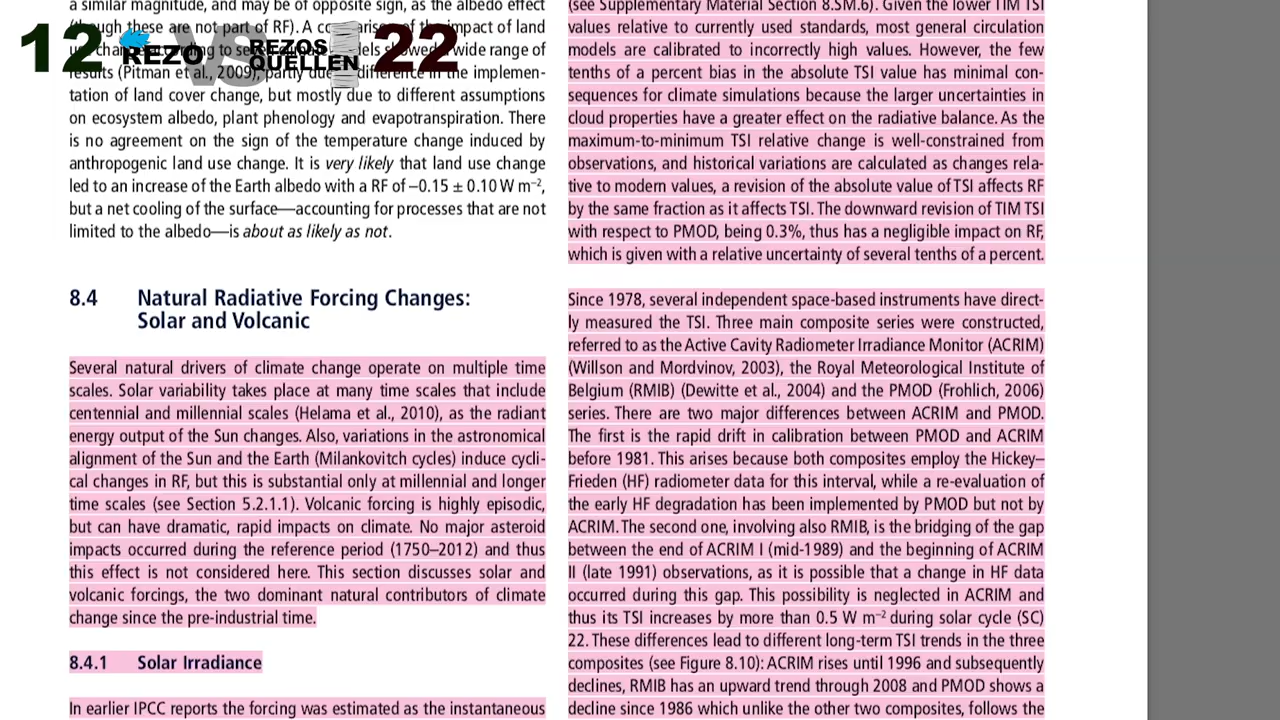 12 REZO VS REZOS QUELLEN 22
a similar magnitude, and may be of opposite sign, as the albedo effect
(though these are not part of RF). A comparison of the impact of land
els showed wide range of
results (Pitman et al., 2009), partly due difference in the implemen-
tation of land cover change, but mostly due to different assumptions
on ecosystem albedo, plant phenology and evapotranspiration. There
is no agreement on the sign of the temperature change induced by
anthropogenic land use change. It is very likely that land use change
led to an increase of the Earth albedo with a RF of –0.15 ± 0.10 W m⁻²,
but a net cooling of the surface—accounting for processes that are not
limited to the albedo—is about as likely as not.
8.4 Natural Radiative Forcing Changes:
Solar and Volcanic
Several natural drivers of climate change operate on multiple time
scales. Solar variability takes place at many time scales that include
centennial and millennial scales (Helama et al., 2010), as the radiant
energy output of the Sun changes. Also, variations in the astronomical
alignment of the Sun and the Earth (Milankovitch cycles) induce cycli-
cal changes in RF, but this is substantial only at millennial and longer
time scales (see Section 5.2.1.1). Volcanic forcing is highly episodic,
but can have dramatic, rapid impacts on climate. No major asteroid
impacts occurred during the reference period (1750–2012) and thus
this effect is not considered here. This section discusses solar and
volcanic forcings, the two dominant natural contributors of climate
change since the pre-industrial time.
8.4.1 Solar Irradiance
In earlier IPCC reports the forcing was estimated as the instantaneous
(see Supplementary Material Section 8.SM.6). Given the lower TIM TSI
values relative to currently used standards, most general circulation
models are calibrated to incorrectly high values. However, the few
tenths of a percent bias in the absolute TSI value has minimal con-
sequences for climate simulations because the larger uncertainties in
cloud properties have a greater effect on the radiative balance. As the
maximum-to-minimum TSI relative change is well-constrained from
observations, and historical variations are calculated as changes rela-
tive to modern values, a revision of the absolute value of TSI affects RF
by the same fraction as it affects TSI. The downward revision of TIM TSI
with respect to PMOD, being 0.3%, thus has a negligible impact on RF,
which is given with a relative uncertainty of several tenths of a percent.
Since 1978, several independent space-based instruments have direct-
ly measured the TSI. Three main composite series were constructed,
referred to as the Active Cavity Radiometer Irradiance Monitor (ACRIM)
(Willson and Mordvinov, 2003), the Royal Meteorological Institute of
Belgium (RMIB) (Dewitte et al., 2004) and the PMOD (Frohlich, 2006)
series. There are two major differences between ACRIM and PMOD.
The first is the rapid drift in calibration between PMOD and ACRIM
before 1981. This arises because both composites employ the Hickey–
Frieden (HF) radiometer data for this interval, while a re-evaluation of
the early HF degradation has been implemented by PMOD but not by
ACRIM. The second one, involving also RMIB, is the bridging of the gap
between the end of ACRIM I (mid-1989) and the beginning of ACRIM
II (late 1991) observations, as it is possible that a change in HF data
occurred during this gap. This possibility is neglected in ACRIM and
thus its TSI increases by more than 0.5 W m⁻² during solar cycle (SC)
22. These differences lead to different long-term TSI trends in the three
composites (see Figure 8.10): ACRIM rises until 1996 and subsequently
declines, RMIB has an upward trend through 2008 and PMOD shows a
decline since 1986 which unlike the other two composites, follows the